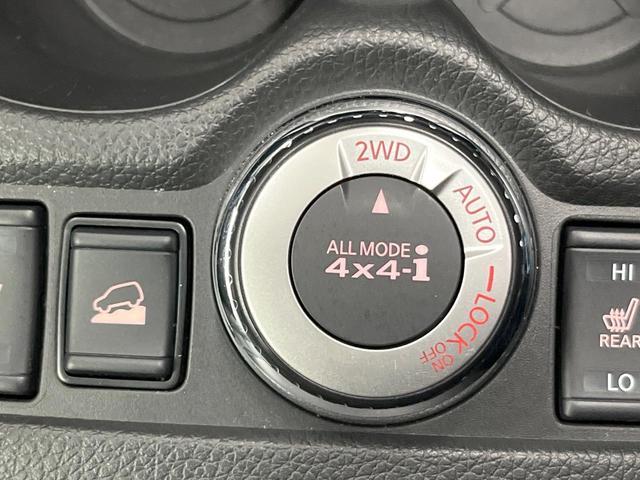 2WD
AUTO
LOCK
ON
OFF
ALL MODE
4x4-i
HI
REAR
LO